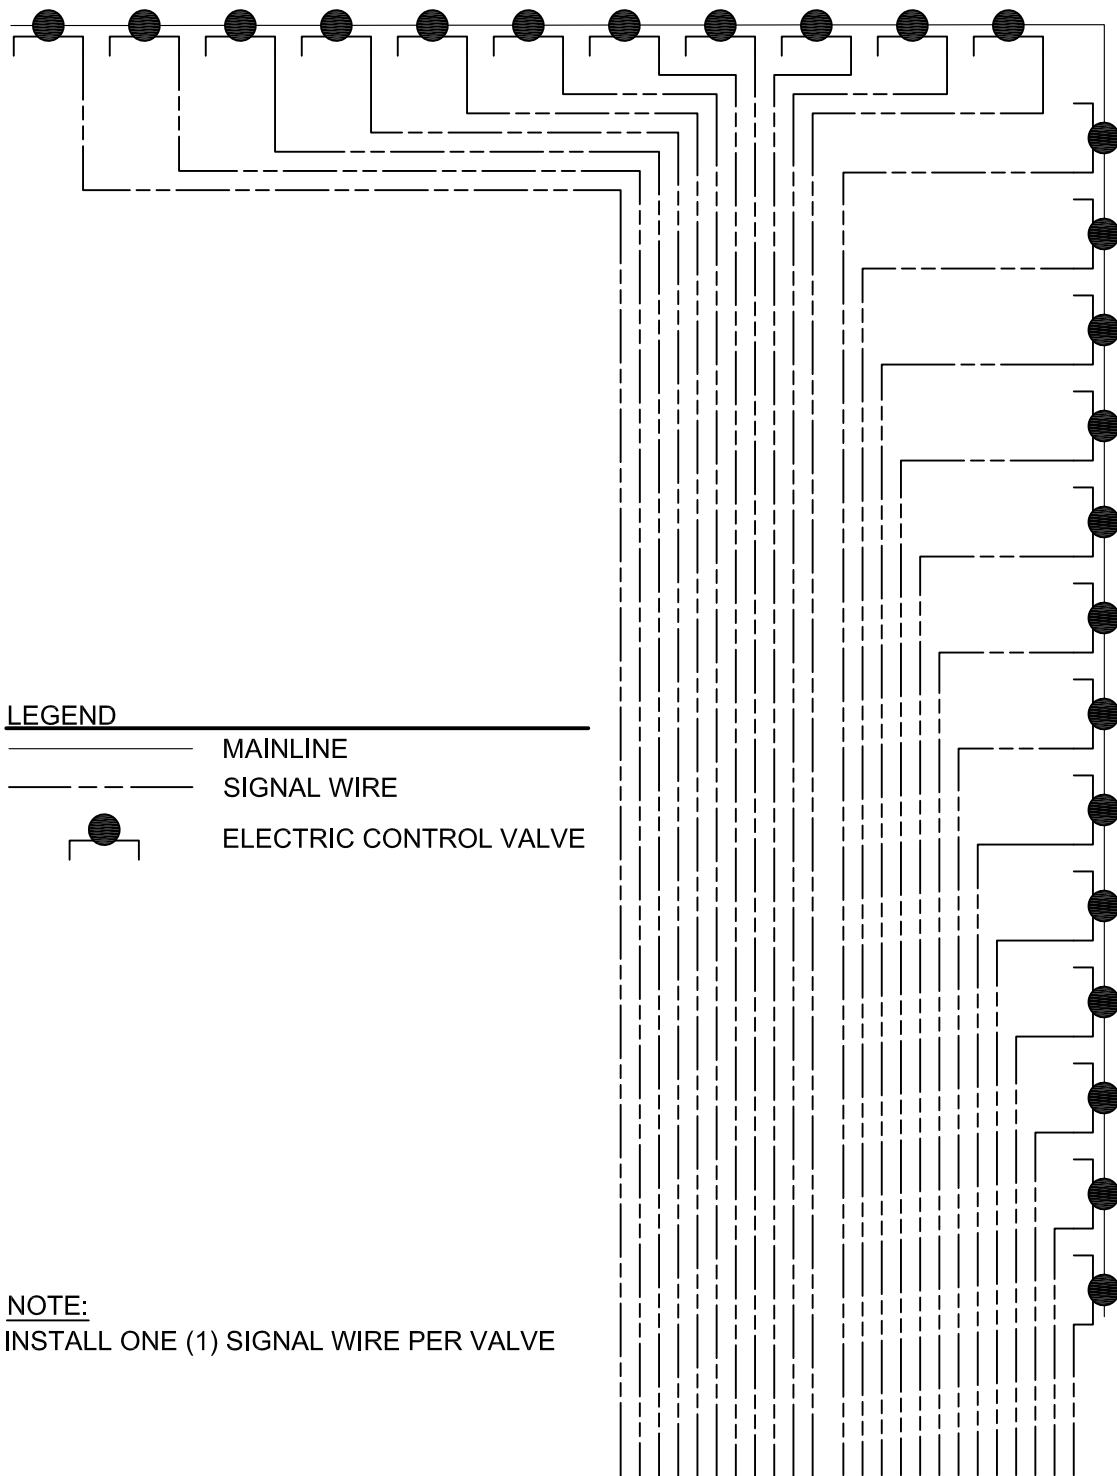 LEGEND
MAINLINE
SIGNAL WIRE
ELECTRIC CONTROL VALVE
NOTE:
INSTALL ONE (1) SIGNAL WIRE PER VALVE